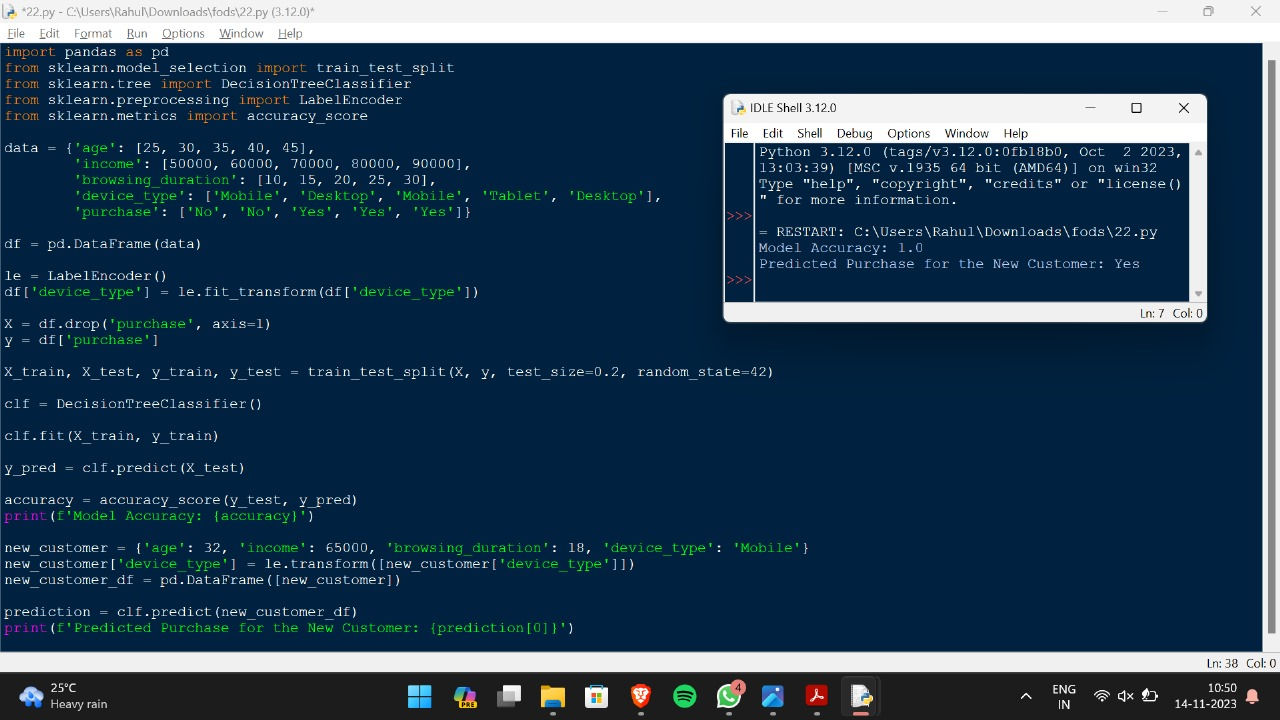 *22.py - C:\Users\Rahul\Downloads\fods\22.py (3.12.0)*
File Edit Format Run Options Window Help
import pandas as pd
from sklearn.model_selection import train_test_split
from sklearn.tree import DecisionTreeClassifier
from sklearn.preprocessing import LabelEncoder
from sklearn.metrics import accuracy_score
data = {'age': [25, 30, 35, 40, 45],
'income': [50000, 60000, 70000, 80000, 90000],
'browsing_duration': [10, 15, 20, 25, 30],
'device_type': ['Mobile', 'Desktop', 'Mobile', 'Tablet', 'Desktop'],
'purchase': ['No', 'No', 'Yes', 'Yes', 'Yes']}
df = pd.DataFrame(data)
le = LabelEncoder()
df['device_type'] = le.fit_transform(df['device_type'])
X = df.drop('purchase', axis=1)
y = df['purchase']
X_train, X_test, y_train, y_test = train_test_split(X, y, test_size=0.2, random_state=42)
clf = DecisionTreeClassifier()
clf.fit(X_train, y_train)
y_pred = clf.predict(X_test)
accuracy = accuracy_score(y_test, y_pred)
print(f'Model Accuracy: {accuracy}')
new_customer = {'age': 32, 'income': 65000, 'browsing_duration': 18, 'device_type': 'Mobile'}
new_customer['device_type'] = le.transform([new_customer['device_type']])
new_customer_df = pd.DataFrame([new_customer])
prediction = clf.predict(new_customer_df)
print(f'Predicted Purchase for the New Customer: {prediction[0]}')
Ln: 38 Col: 0
IDLE Shell 3.12.0
File Edit Shell Debug Options Window Help
Python 3.12.0 (tags/v3.12.0:0fb18b0, Oct 2 2023,
13:03:39) [MSC v.1935 64 bit (AMD64)] on win32
Type "help", "copyright", "credits" or "license()
" for more information.
>>>
= RESTART: C:\Users\Rahul\Downloads\fods\22.py
Model Accuracy: 1.0
Predicted Purchase for the New Customer: Yes
>>>
Ln: 7 Col: 0
25°C
Heavy rain
PRE
4
ENG
IN
10:50
14-11-2023